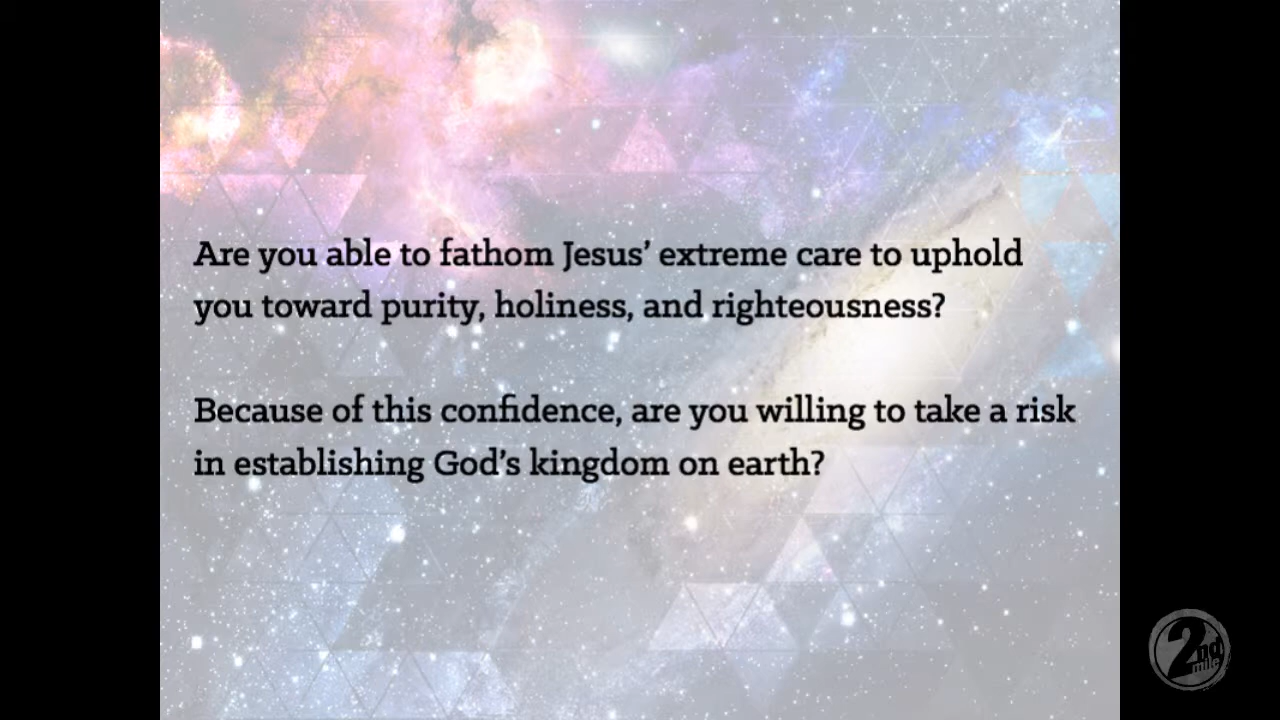 Are you able to fathom Jesus’ extreme care to uphold
you toward purity, holiness, and righteousness?
Because of this confidence, are you willing to take a risk
in establishing God’s kingdom on earth?
2nd
mile